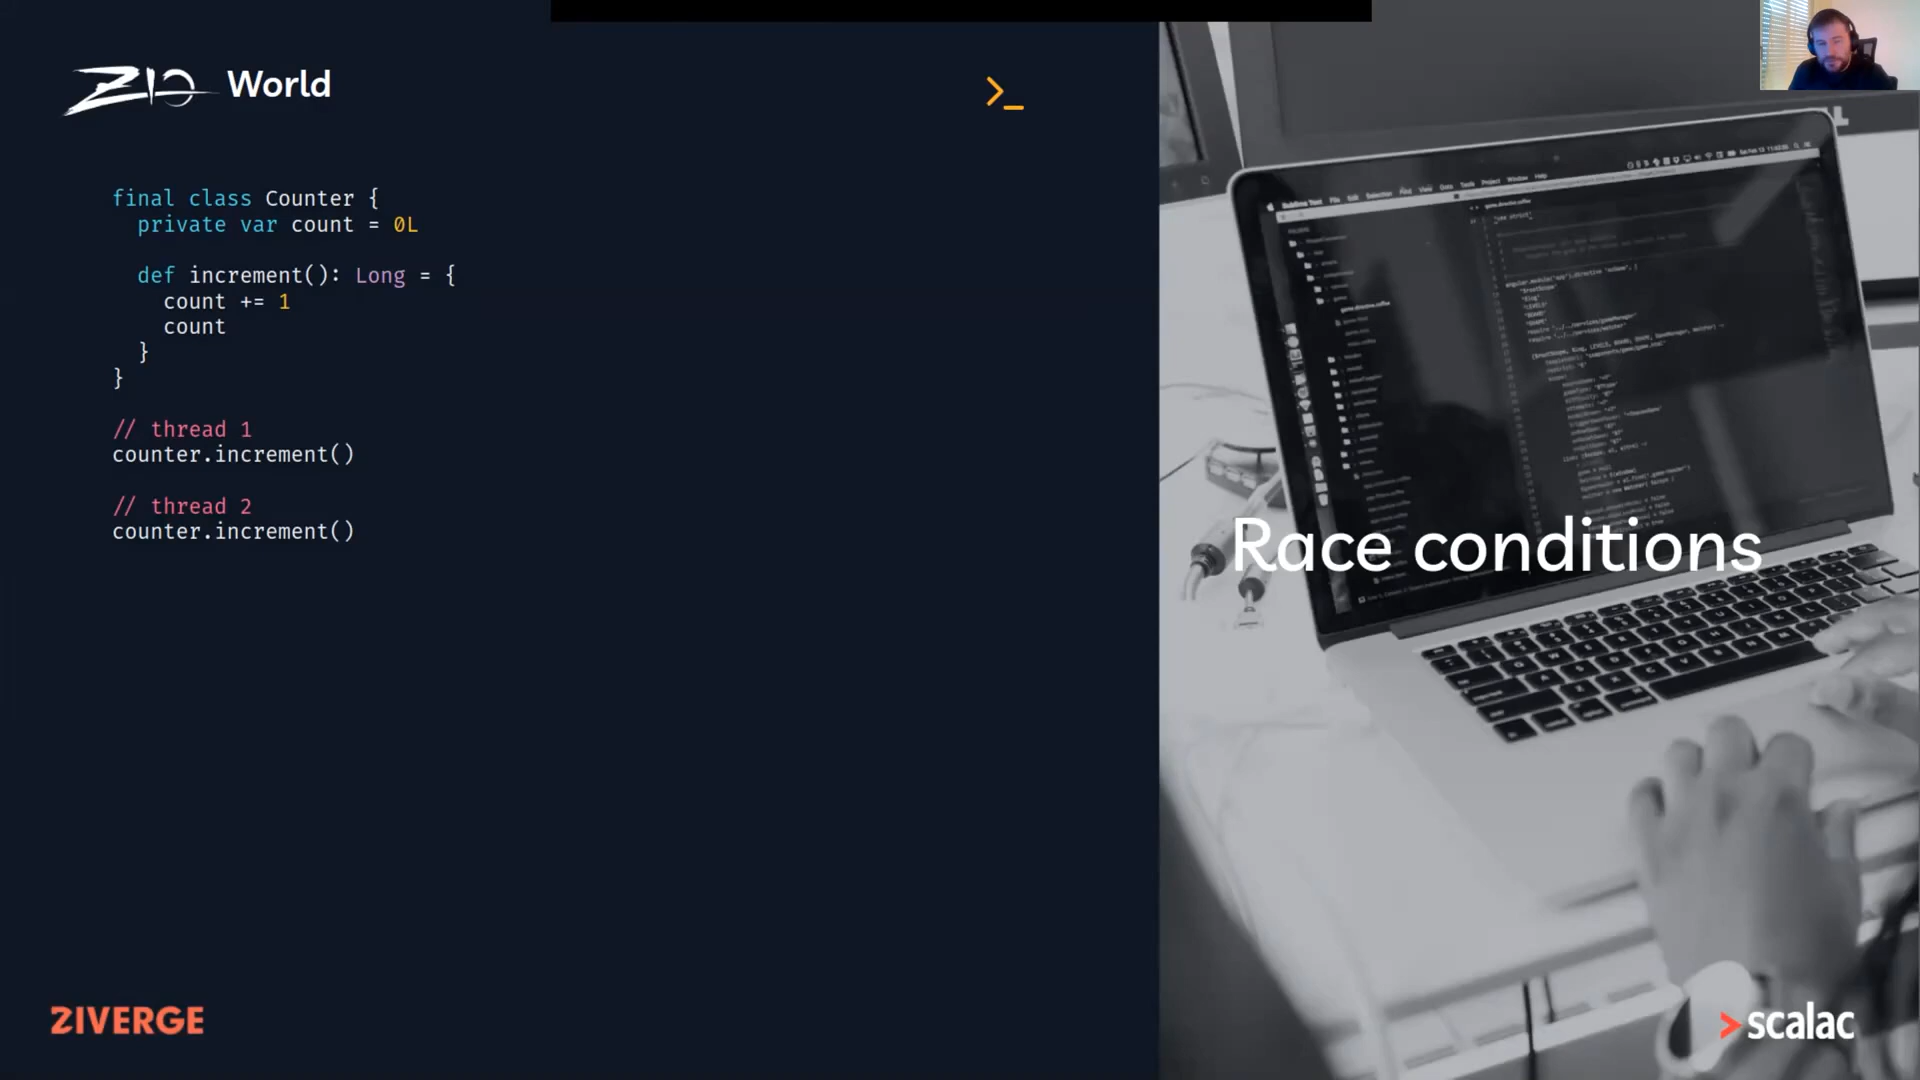 ZIO World
>_
final class Counter {
  private var count = 0L
  def increment(): Long = {
    count += 1
    count
  }
}
// thread 1
counter.increment()
// thread 2
counter.increment()
Race conditions
ZIVERGE
scalac